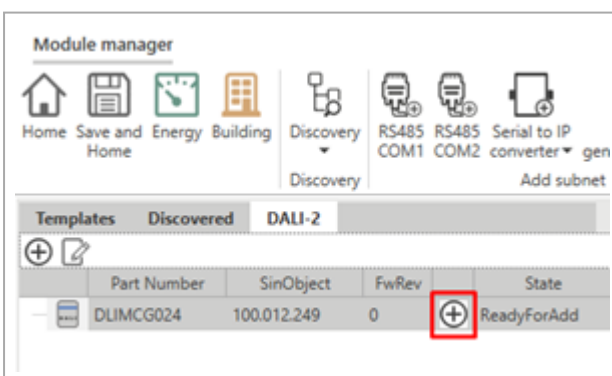 Module manager
Home Save and Home Energy Building Discovery RS485 COM1 RS485 COM2 Serial to IP converter gen
Discovery Add subnet
Templates Discovered DALI-2
Part Number SinObject FwRev State
DLIMCG024 100.012.249 0 ReadyForAdd